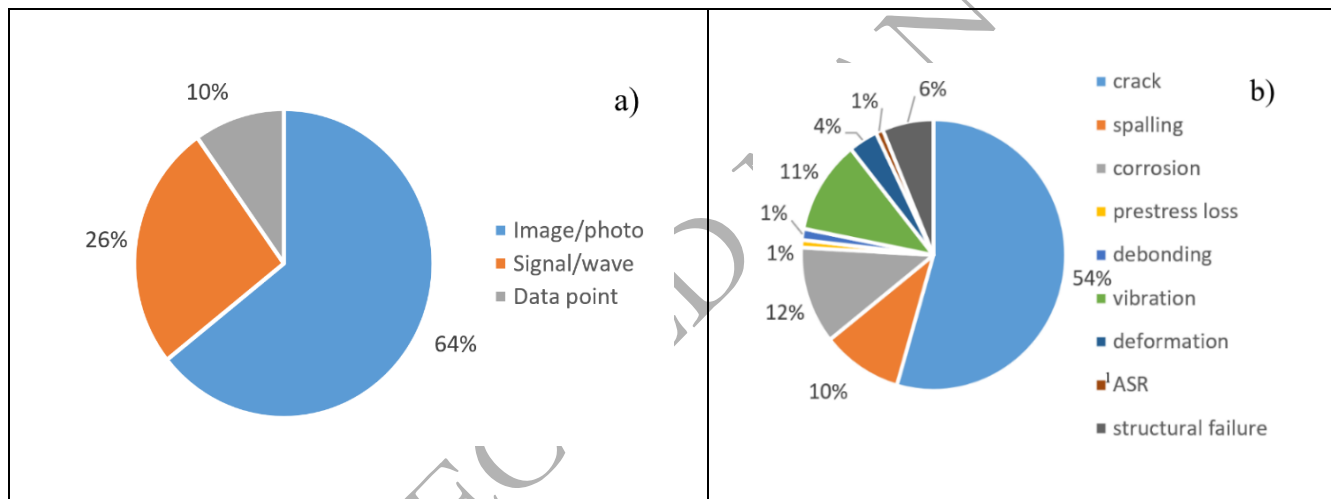 a)
10%
26%
64%
Image/photo
Signal/wave
Data point
b)
6%
1%
4%
11%
1%
1%
12%
10%
54%
crack
spalling
corrosion
prestress loss
debonding
vibration
deformation
¹ASR
structural failure